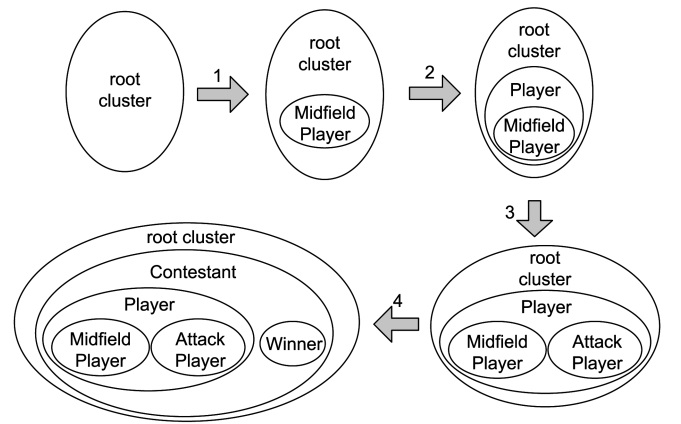 root
cluster
1
root
cluster
Midfield
Player
2
root
cluster
Player
Midfield
Player
3
root
cluster
Player
Midfield
Player
Attack
Player
4
root cluster
Contestant
Player
Midfield
Player
Attack
Player
Winner